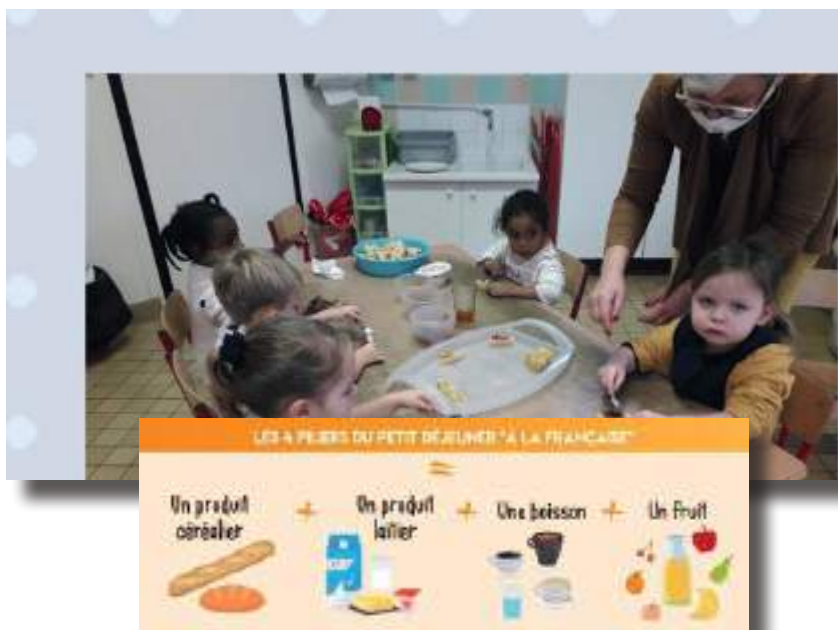 LES 4 PILIERS DU PETIT DÉJEUNER "À LA FRANÇAISE"
Un produit
céréalier
+
Un produit
laitier
+
Une boisson
+
Un fruit